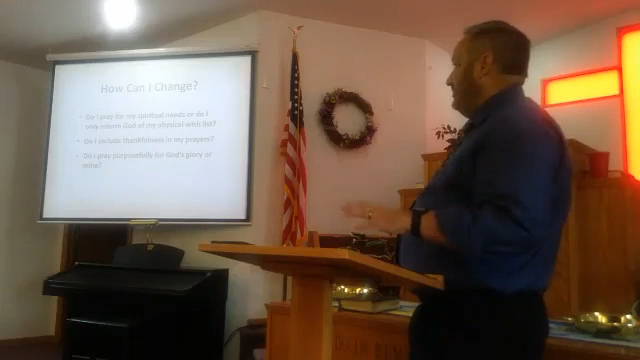 How Can I Change?
• Do I pray for my spiritual needs or do I
only inform God of my physical wish list?
• Do I include thankfulness in my prayers?
• Do I pray purposefully for God's glory or
mine?